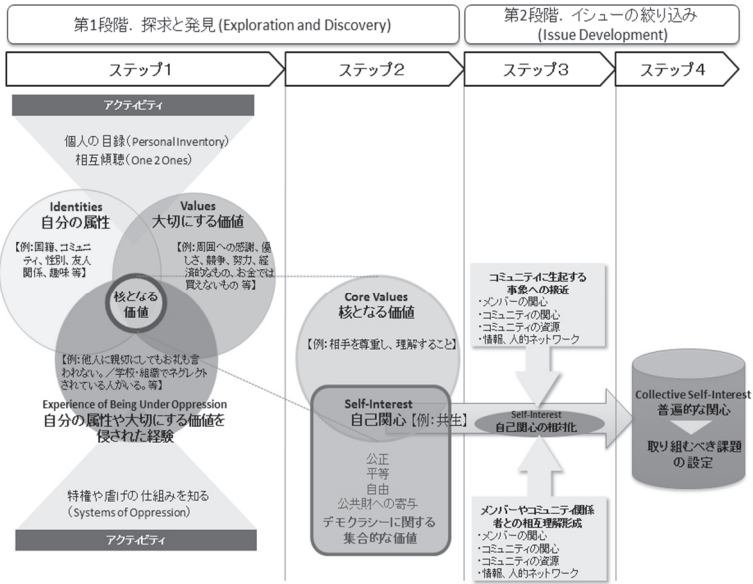 第1段階. 探求と発見(Exploration and Discovery)
第2段階. イシューの絞り込み
(Issue Development)
ステップ1
ステップ2
ステップ3
ステップ4
アクティビティ
個人の目録(Personal Inventory)
相互傾聴(One 2 Ones)
Identities
自分の属性
【例:国籍、コミュニ
ティ、性別、友人
関係、趣味 等】
Values
大切にする価値
【例:周囲への感謝、優
しさ、競争、努力、経
済的なもの、お金では
買えないもの 等】
核となる
価値
【例:他人に親切にしてもお礼も言
われない。/学校・組織でネグレクト
されている人がいる。等】
Experience of Being Under Oppression
自分の属性や大切にする価値を
侵された経験
特権や虐げの仕組みを知る
(Systems of Oppression)
アクティビティ
Core Values
核となる価値
【例:相手を尊重し、理解すること】
Self-Interest
自己関心【例:共生】
公正
平等
自由
公共財への寄与
デモクラシーに関する
集合的な価値
コミュニティに生起する
事象への接近
・メンバーの関心
・コミュニティの関心
・コミュニティの資源
・情報、人的ネットワーク
Self-Interest
自己関心の相対化
メンバーやコミュニティ関係
者との相互理解形成
・メンバーの関心
・コミュニティの関心
・コミュニティの資源
・情報、人的ネットワーク
Collective Self-Interest
普遍的な関心
取り組むべき課題
の設定